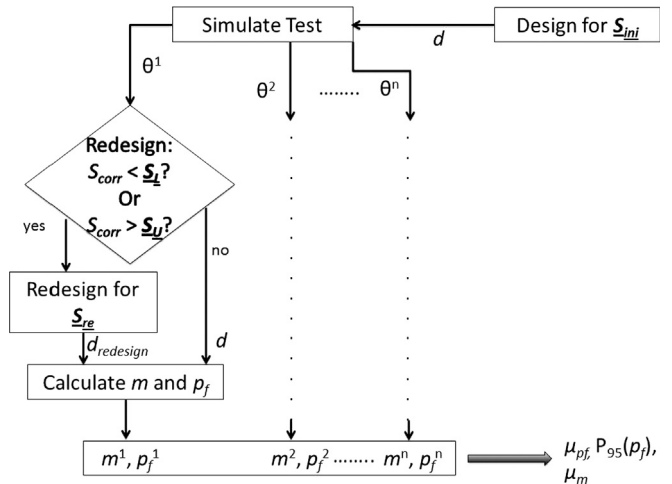 Simulate Test
d
Design for S_ini
θ¹
θ²
........
θⁿ
Redesign:
S_corr < S_L?
Or
S_corr > S_U?
yes
no
Redesign for
S_re
d_redesign
d
Calculate m and p_f
m¹, p_f¹
m², p_f² ........ mⁿ, p_fⁿ
μ_pf, P₉₅(p_f),
μ_m